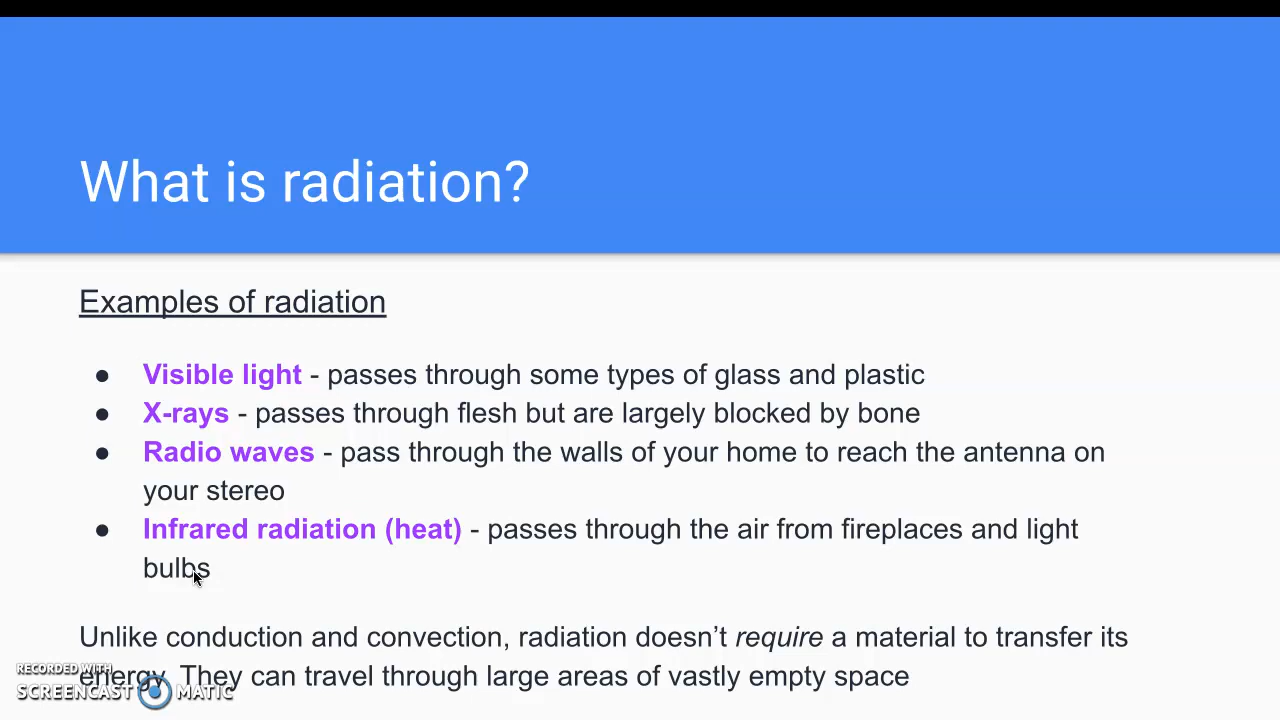 What is radiation?
Examples of radiation
● Visible light - passes through some types of glass and plastic
● X-rays - passes through flesh but are largely blocked by bone
● Radio waves - pass through the walls of your home to reach the antenna on
your stereo
● Infrared radiation (heat) - passes through the air from fireplaces and light
bulbs
Unlike conduction and convection, radiation doesn’t require a material to transfer its
energy. They can travel through large areas of vastly empty space
RECORDED WITH
SCREENCAST MATIC